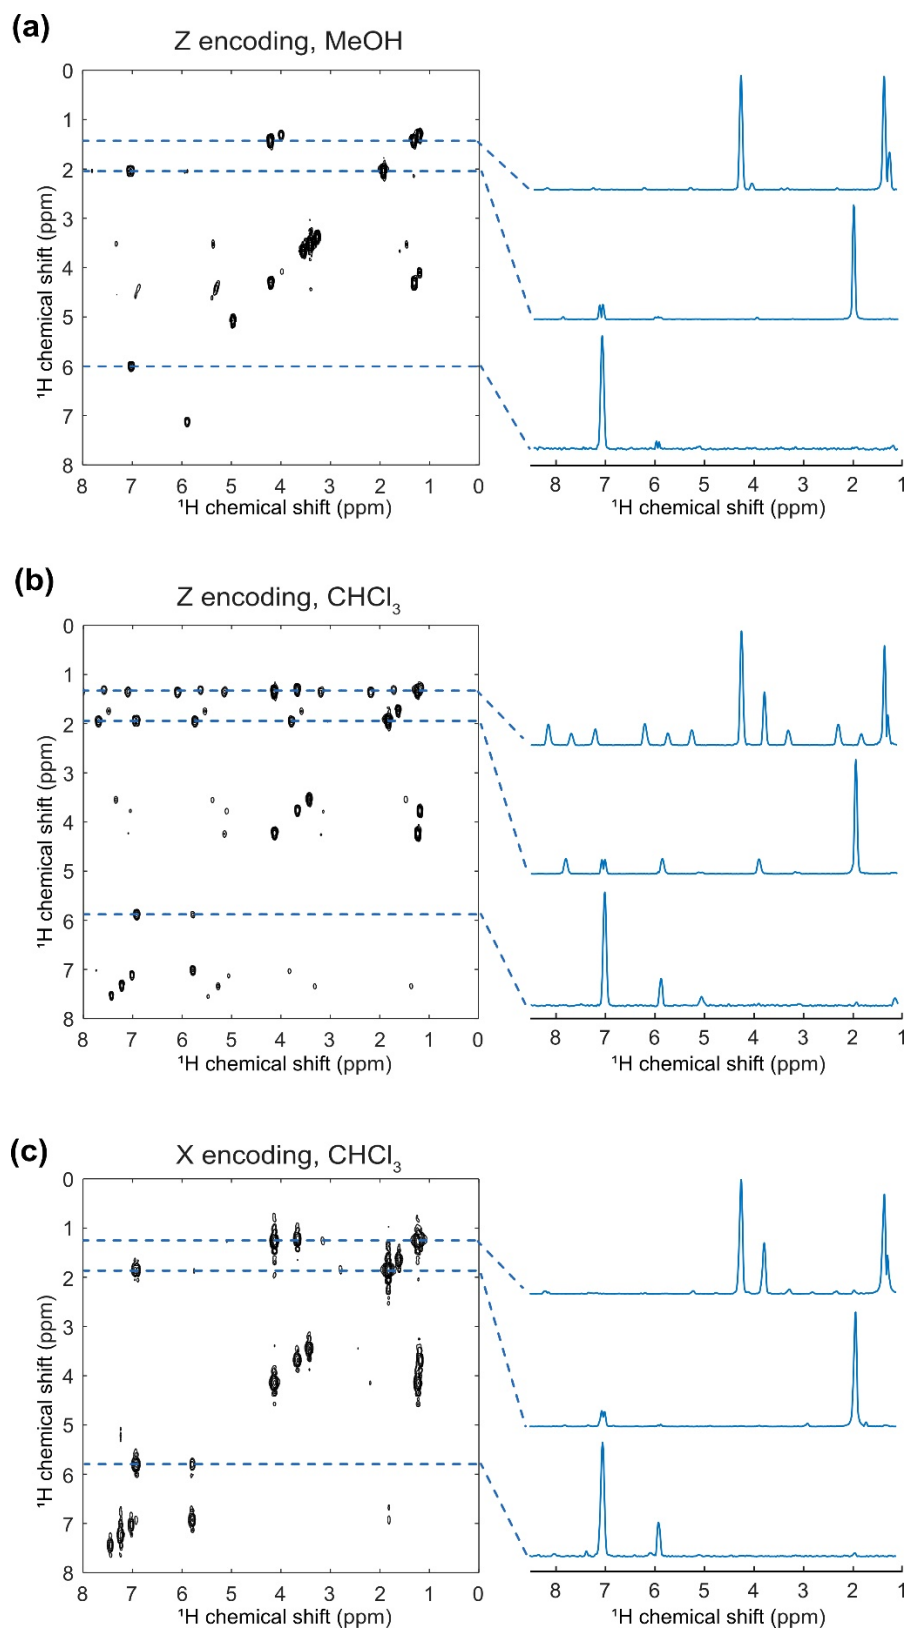 (a)
Z encoding, MeOH
0
1
2
3
4
5
6
7
8
¹H chemical shift (ppm)
8 7 6 5 4 3 2 1 0
¹H chemical shift (ppm)
8 7 6 5 4 3 2 1
¹H chemical shift (ppm)
(b)
Z encoding, CHCl₃
0
1
2
3
4
5
6
7
8
¹H chemical shift (ppm)
8 7 6 5 4 3 2 1 0
¹H chemical shift (ppm)
8 7 6 5 4 3 2 1
¹H chemical shift (ppm)
(c)
X encoding, CHCl₃
0
1
2
3
4
5
6
7
8
¹H chemical shift (ppm)
8 7 6 5 4 3 2 1 0
¹H chemical shift (ppm)
8 7 6 5 4 3 2 1
¹H chemical shift (ppm)